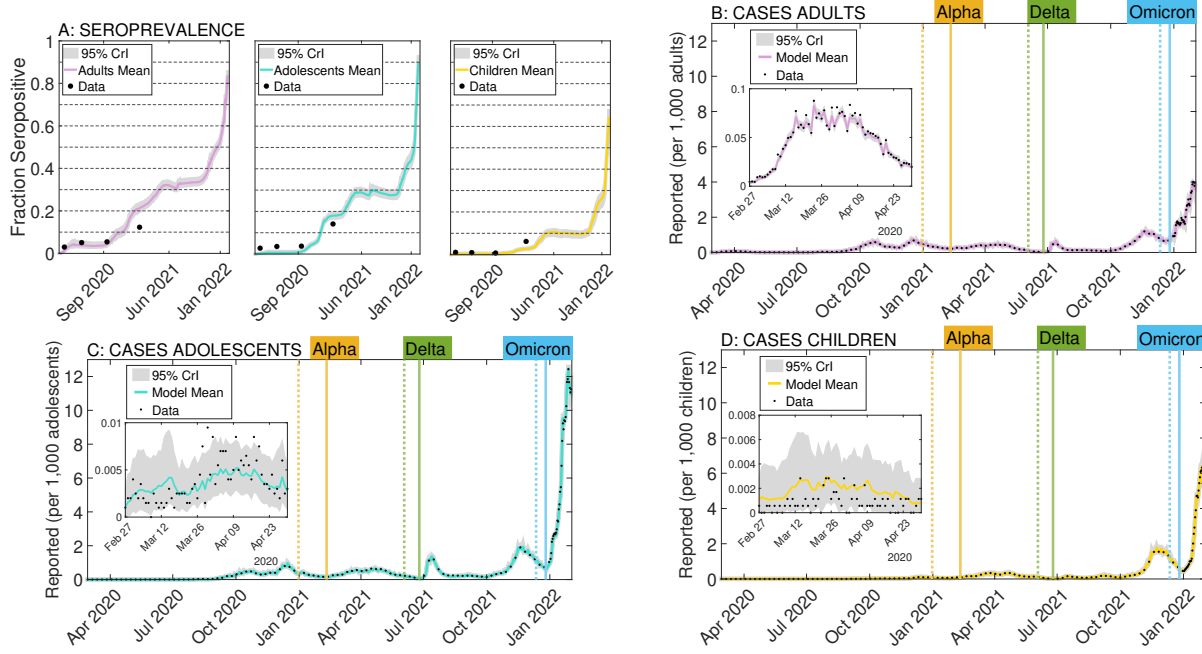 A: SEROPREVALENCE
Fraction Seropositive
1
0.8
0.6
0.4
0.2
0
95% CrI
Adults Mean
Data
Sep 2020
Jun 2021
Jan 2022
95% CrI
Adolescents Mean
Data
Sep 2020
Jun 2021
Jan 2022
95% CrI
Children Mean
Data
Sep 2020
Jun 2021
Jan 2022
B: CASES ADULTS
Alpha
Delta
Omicron
Reported (per 1,000 adults)
12
10
8
6
4
2
0
95% CrI
Model Mean
Data
0.1
0.05
0
Feb 27
Mar 12
Mar 26
Apr 09
Apr 23
2020
Apr 2020
Jul 2020
Oct 2020
Jan 2021
Apr 2021
Jul 2021
Oct 2021
Jan 2022
C: CASES ADOLESCENTS
Alpha
Delta
Omicron
Reported (per 1,000 adolescents)
12
10
8
6
4
2
0
95% CrI
Model Mean
Data
0.01
0.005
0
Feb 27
Mar 12
Mar 26
Apr 09
Apr 23
2020
Apr 2020
Jul 2020
Oct 2020
Jan 2021
Apr 2021
Jul 2021
Oct 2021
Jan 2022
D: CASES CHILDREN
Alpha
Delta
Omicron
Reported (per 1,000 children)
12
10
8
6
4
2
0
95% CrI
Model Mean
Data
0.008
0.006
0.004
0.002
0
Feb 27
Mar 12
Mar 26
Apr 09
Apr 23
2020
Apr 2020
Jul 2020
Oct 2020
Jan 2021
Apr 2021
Jul 2021
Oct 2021
Jan 2022